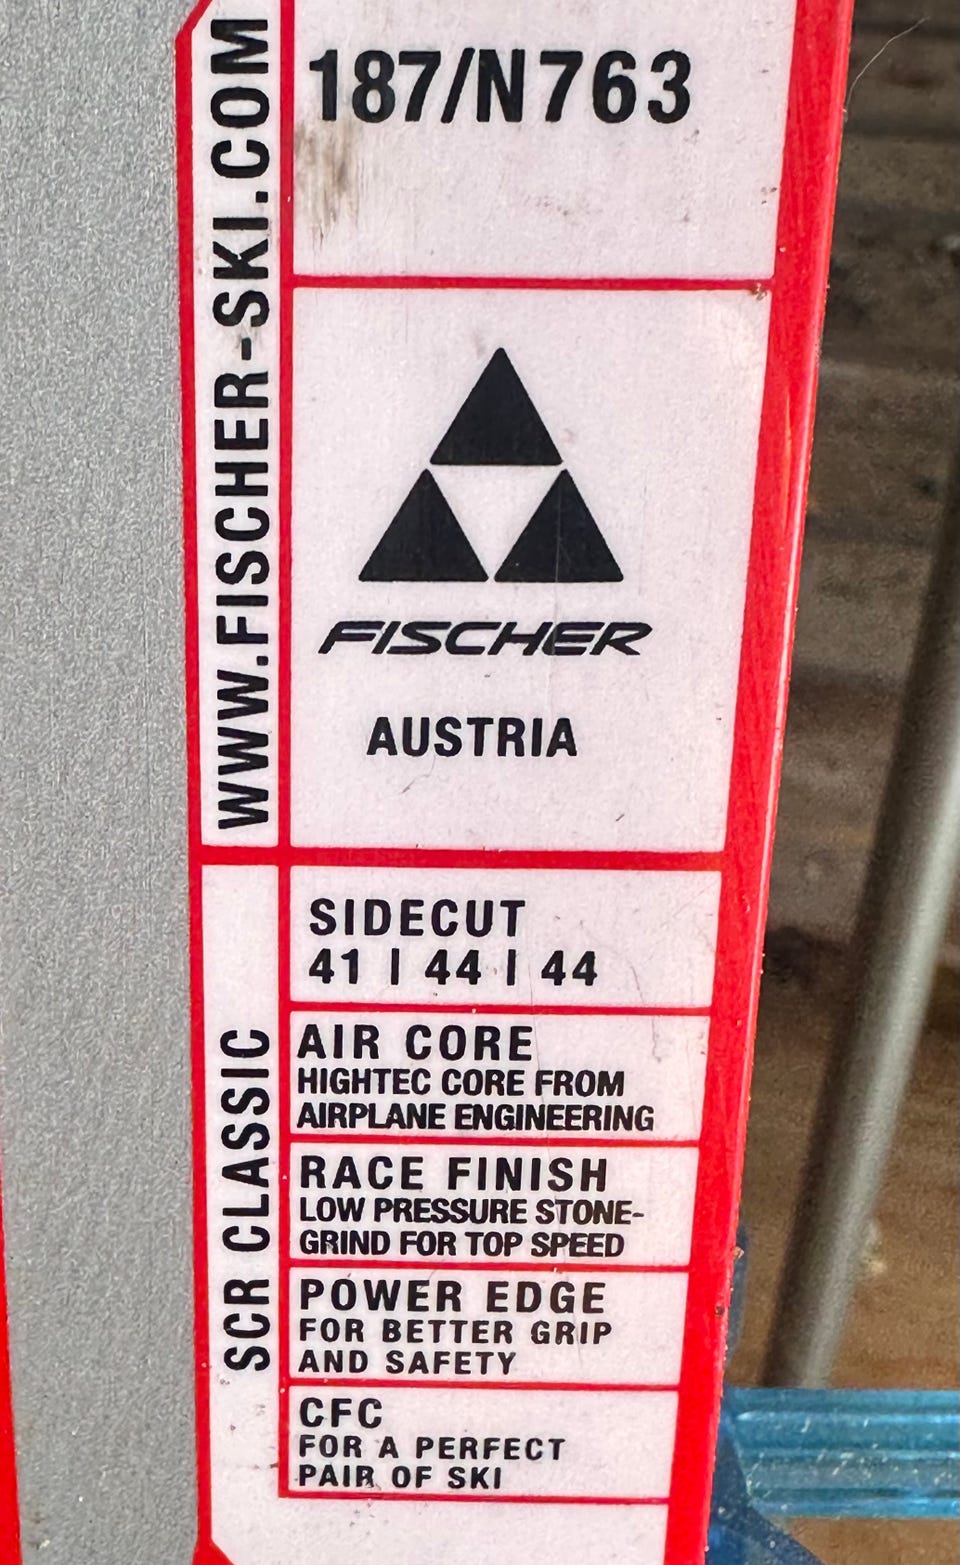 187/N763
WWW.FISCHER-SKI.COM
FISCHER
AUSTRIA
SCR CLASSIC
SIDECUT
41 | 44 | 44
AIR CORE
HIGHTEC CORE FROM
AIRPLANE ENGINEERING
RACE FINISH
LOW PRESSURE STONE-
GRIND FOR TOP SPEED
POWER EDGE
FOR BETTER GRIP
AND SAFETY
CFC
FOR A PERFECT
PAIR OF SKI